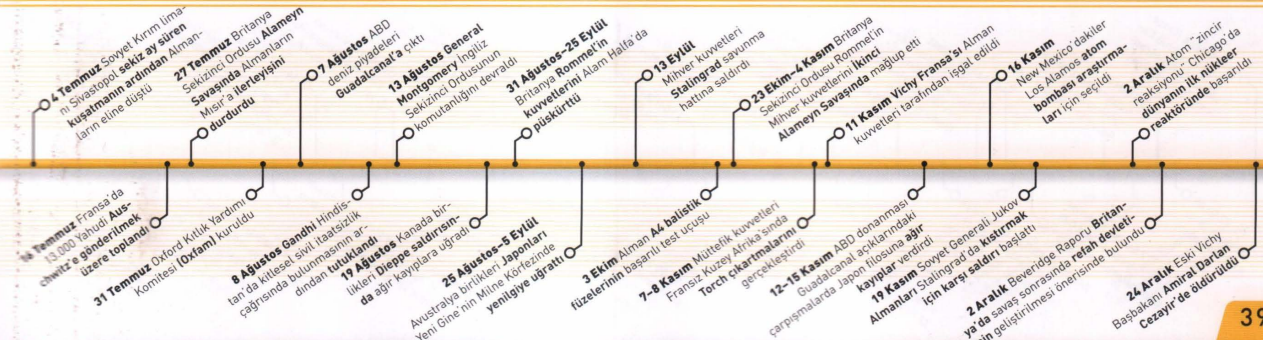 4 Temmuz Sovyet Kırım lima-
nı Sivastopol sekiz ay süren
kuşatmanın ardından Alman-
ların eline düştü
27 Temmuz Britanya
Sekizinci Ordusu Alameyn
Savaşında Almanların
Mısır'a ilerleyişini
durdurdu
7 Ağustos ABD
deniz piyadeleri
Guadalcanal'a çıktı
13 Ağustos General
Montgomery İngiliz
Sekizinci Ordusunun
komutanlığını devraldı
31 Ağustos–25 Eylül
Britanya Rommel'in
kuvvetlerini Alam Halfa'da
püskürttü
13 Eylül
Mihver kuvvetleri
Stalingrad savunma
hattına saldırdı
23 Ekim–4 Kasım Britanya
Sekizinci Ordusu Rommel'in
Mihver kuvvetlerini İkinci
Alameyn Savaşında mağlup etti
11 Kasım Vichy Fransa'sı Alman
kuvvetleri tarafından işgal edildi
16 Kasım
New Mexico'dakiler
Los Alamos atom
bombası araştırma-
ları için seçildi
2 Aralık Atom "zincir
reaksiyonu" Chicago'da
dünyanın ilk nükleer
reaktöründe başarıldı
Temmuz Fransa'da
13.000 Yahudi Aus-
chwitz'e gönderilmek
üzere toplandı
31 Temmuz Oxford Kıtlık Yardımı
Komitesi (Oxfam) kuruldu
8 Ağustos Gandhi Hindis-
tan'da kitlesel sivil itaatsizlik
çağrısında bulunmasının ar-
dından tutuklandı
19 Ağustos Kanada bir-
likleri Dieppe saldırısın-
da ağır kayıplara uğradı
25 Ağustos–5 Eylül
Avustralya birlikleri Japonları
Yeni Gine'nin Milne Körfezinde
yenilgiye uğrattı
3 Ekim Alman A4 balistik
füzelerinin başarılı test uçuşu
7–8 Kasım Müttefik kuvvetleri
Fransız Kuzey Afrika'sında
Torch çıkartmalarını
gerçekleştirdi
12–15 Kasım ABD donanması
Guadalcanal açıklarındaki
çarpışmalarda Japon filosuna ağır
kayıplar verdirdi
19 Kasım Sovyet Generali Jukov
Almanları Stalingrad'da kıstırmak
için karşı saldırı başlattı
2 Aralık Beveridge Raporu Britan-
ya'da savaş sonrasında refah devleti-
nin geliştirilmesi önerisinde bulundu
24 Aralık Eski Vichy
Başbakanı Amiral Darlan
Cezayir'de öldürüldü
39